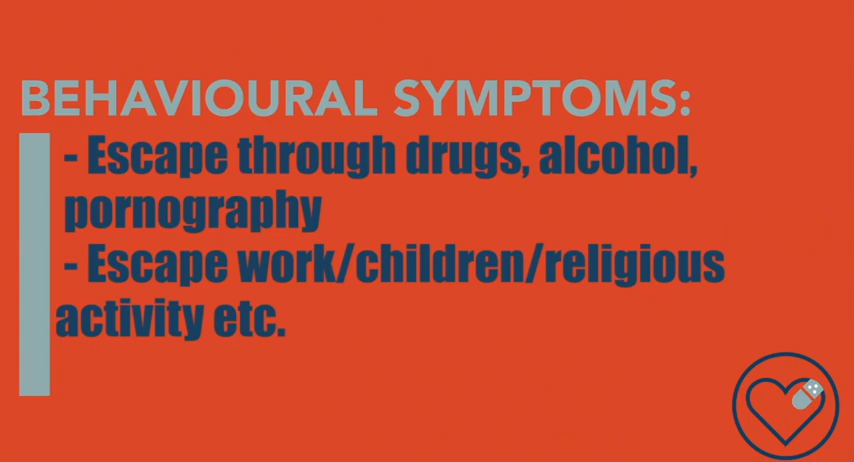 BEHAVIOURAL SYMPTOMS:
- Escape through drugs, alcohol,
pornography
- Escape work/children/religious
activity etc.